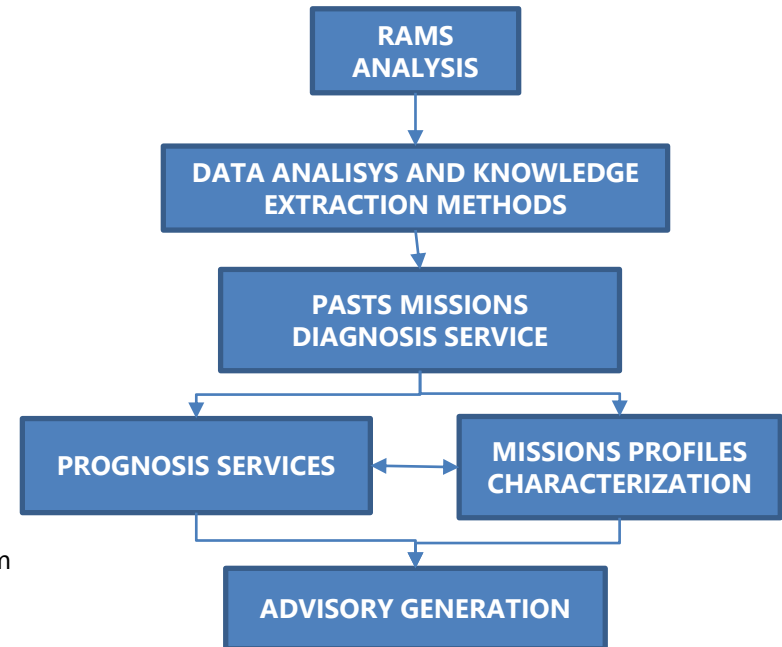 RAMS
ANALYSIS
DATA ANALISYS AND KNOWLEDGE
EXTRACTION METHODS
PASTS MISSIONS
DIAGNOSIS SERVICE
PROGNOSIS SERVICES
MISSIONS PROFILES
CHARACTERIZATION
ADVISORY GENERATION